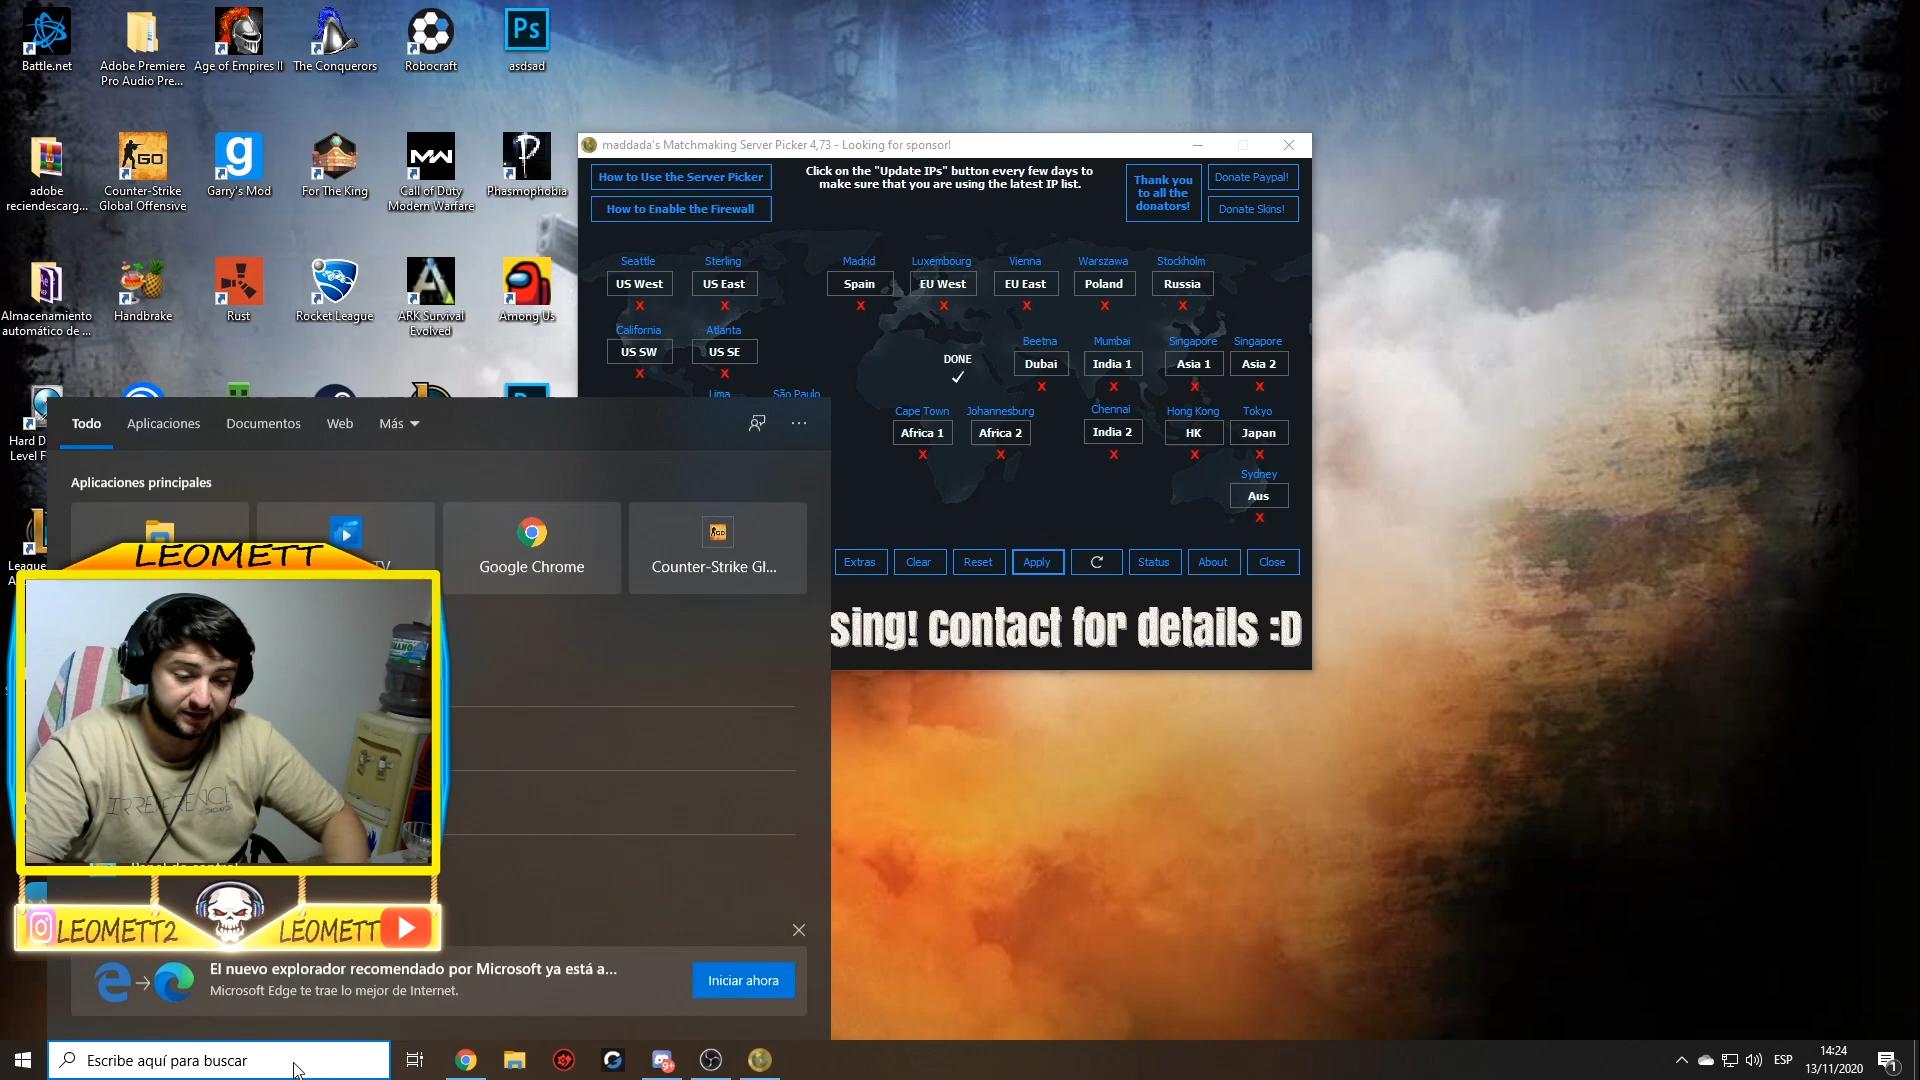 Battle.net
Adobe Premiere
Pro Audio Pre...
Age of Empires II
The Conquerors
Robocraft
Ps
asdsad
adobe
reciendescarg...
GO
Counter-Strike
Global Offensive
g
Garry's Mod
For The King
MW
Call of Duty
Modern Warfare
Phasmophobia
Almacenamiento
automático de ...
Handbrake
Rust
Rocket League
ARK Survival
Evolved
Among Us
Hard D
Level F
League
maddada's Matchmaking Server Picker 4,73 - Looking for sponsor!
How to Use the Server Picker
How to Enable the Firewall
Click on the "Update IPs" button every few days to
make sure that you are using the latest IP list.
Thank you
to all the
donators!
Donate Paypal!
Donate Skins!
Seattle
US West
X
Sterling
US East
X
Madrid
Spain
X
Luxembourg
EU West
X
Vienna
EU East
X
Warszawa
Poland
X
Stockholm
Russia
X
California
US SW
X
Atlanta
US SE
X
Lima
São Paulo
DONE
Beetna
Dubai
X
Mumbai
India 1
X
Singapore
Asia 1
X
Singapore
Asia 2
X
Cape Town
Africa 1
X
Johannesburg
Africa 2
X
Chennai
India 2
X
Hong Kong
HK
X
Tokyo
Japan
X
Sydney
Aus
X
Extras
Clear
Reset
Apply
Status
About
Close
sing! Contact for details :D
Todo
Aplicaciones
Documentos
Web
Más
Aplicaciones principales
TV
Google Chrome
Counter-Strike Gl...
LEOMETT
IRREVERENCE
LEOMETT2
LEOMETT
El nuevo explorador recomendado por Microsoft ya está a...
Microsoft Edge te trae lo mejor de Internet.
Iniciar ahora
Escribe aquí para buscar
9+
ESP
14:24
13/11/2020
1